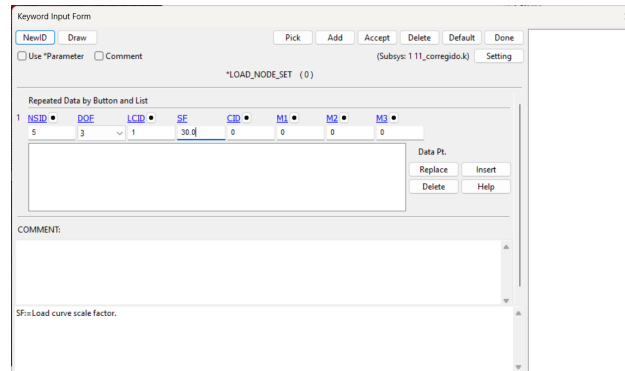 Keyword Input Form
NewID Draw Pick Add Accept Delete Default Done
Use *Parameter Comment (Subsys: 1 11_corregido.k) Setting
*LOAD_NODE_SET (0)
Repeated Data by Button and List
1 NSID DOF LCID SF CID M1 M2 M3
5 3 1 30.0 0 0 0 0
Data Pt.
Replace Insert
Delete Help
COMMENT:
SF:=Load curve scale factor.